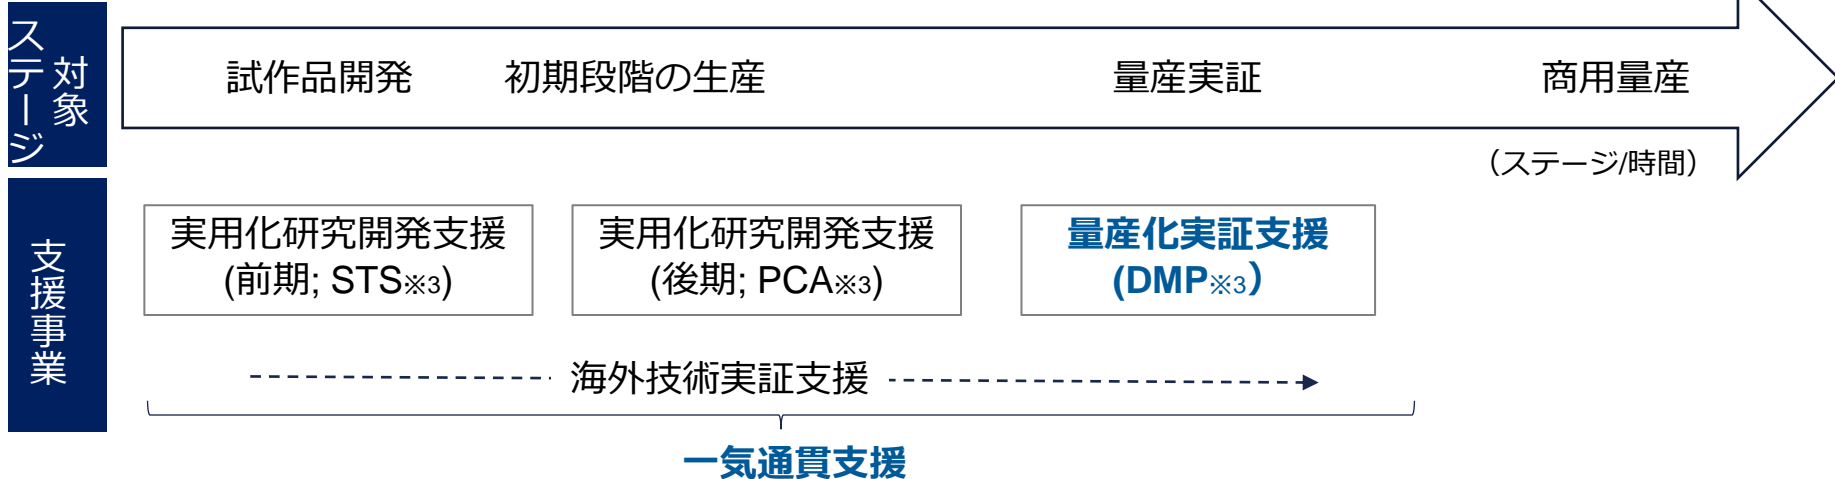 対象
ステージ
試作品開発
初期段階の生産
量産実証
商用量産
（ステージ/時間）
支援事業
実用化研究開発支援
(前期; STS※3)
実用化研究開発支援
(後期; PCA※3)
量産化実証支援
(DMP※3）
海外技術実証支援
一気通貫支援